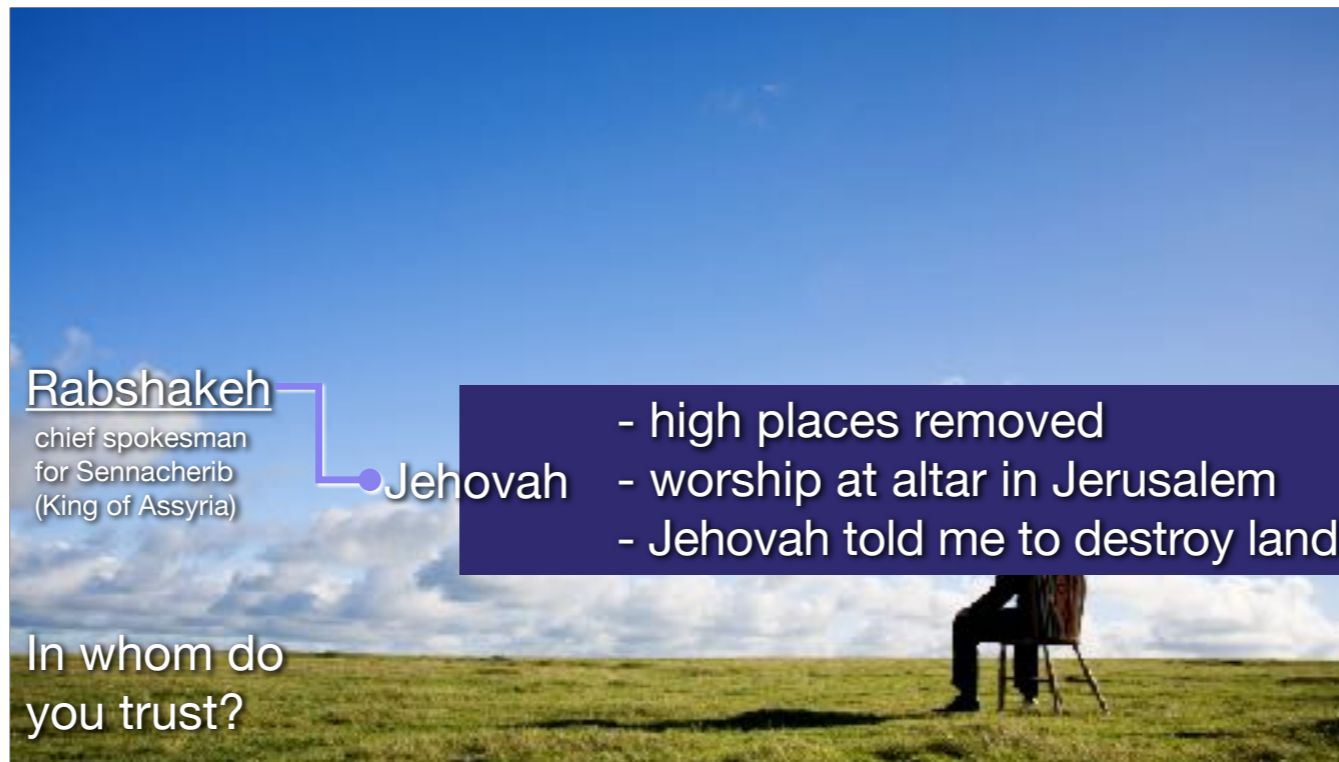 Rabshakeh
chief spokesman
for Sennacherib
(King of Assyria)
Jehovah
- high places removed
- worship at altar in Jerusalem
- Jehovah told me to destroy land
In whom do
you trust?